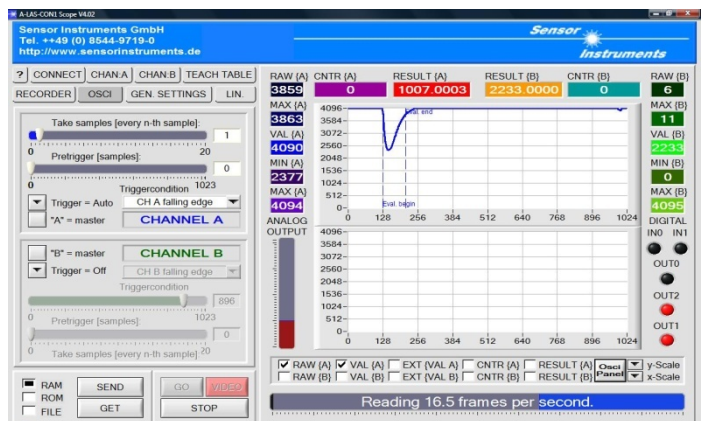 A-LAS-CON1 Scope V4.02
Sensor Instruments GmbH
Tel. ++49 (0) 8544-9719-0
http://www.sensorinstruments.de
Sensor
Instruments
? CONNECT CHAN:A CHAN:B TEACH TABLE
RECORDER OSCI GEN. SETTINGS LIN.
Take samples [every n-th sample]:
1
0 20
Pretrigger [samples]:
0
0 1023
Triggercondition
Trigger = Auto CH A falling edge
"A" = master CHANNEL A
"B" = master CHANNEL B
Trigger = Off CH B falling edge
Triggercondition
896
0 1023
Pretrigger [samples]
0
0 20
Take samples [every n-th sample]
RAM
ROM
FILE
SEND
GET
GO
VIDEO
STOP
RAW {A} CNTR {A} RESULT {A} RESULT {B} CNTR {B} RAW {B}
3859 0 1007.0003 2233.0000 0 6
MAX {A}
3863
VAL {A}
4090
MIN {A}
2377
MAX {A}
4094
ANALOG
OUTPUT
4096
3584
3072
2560
2048
1536
1024
512
0
Eval. end
Eval. begin
0 128 256 384 512 640 768 896 1024
4096
3584
3072
2560
2048
1536
1024
512
0
0 128 256 384 512 640 768 896 1024
MAX {B}
11
VAL {B}
2233
MIN {B}
0
MAX {B}
4095
DIGITAL
IN0 IN1
OUT0
OUT2
OUT1
RAW {A} VAL {A} EXT {VAL A} CNTR {A} RESULT {A} Osci y-Scale
RAW {B} VAL {B} EXT {VAL B} CNTR {B} RESULT {B} Panel x-Scale
Reading 16.5 frames per second.